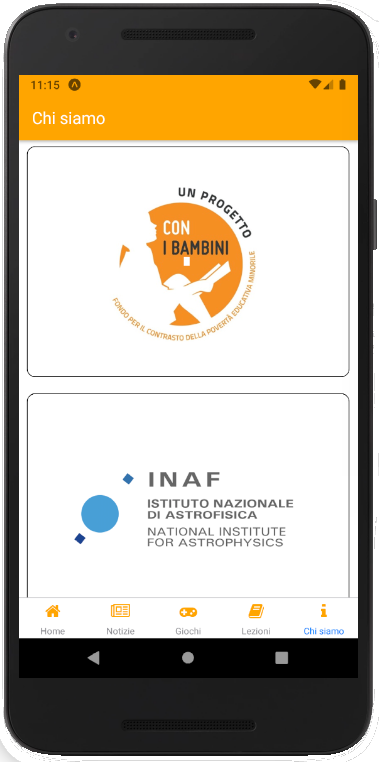 11:15
Chi siamo
UN PROGETTO
CON
I BAMBINI
FONDO PER IL CONTRASTO DELLA POVERTÀ EDUCATIVA MINORILE
INAF
ISTITUTO NAZIONALE
DI ASTROFISICA
NATIONAL INSTITUTE
FOR ASTROPHYSICS
Home Notizie Giochi Lezioni Chi siamo